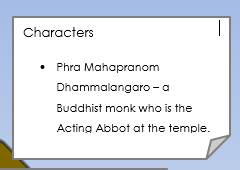 Characters
• Phra Mahapranom
Dhammalangaro – a
Buddhist monk who is the
Acting Abbot at the temple.